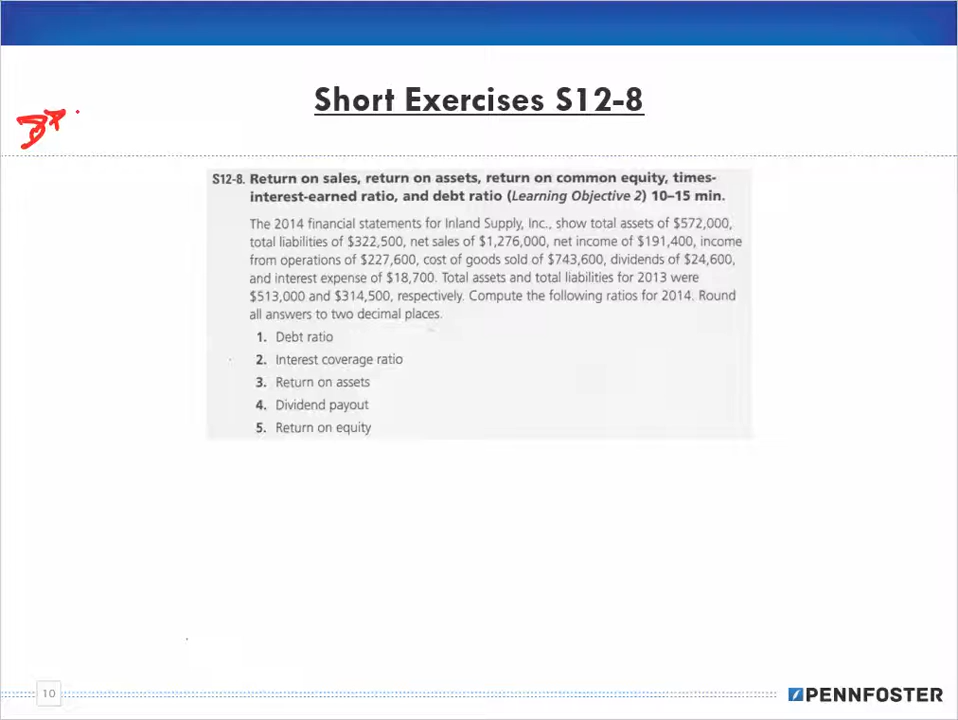 Short Exercises S12-8
S12-8. Return on sales, return on assets, return on common equity, times-
interest-earned ratio, and debt ratio (Learning Objective 2) 10–15 min.
The 2014 financial statements for Inland Supply, Inc., show total assets of $572,000,
total liabilities of $322,500, net sales of $1,276,000, net income of $191,400, income
from operations of $227,600, cost of goods sold of $743,600, dividends of $24,600,
and interest expense of $18,700. Total assets and total liabilities for 2013 were
$513,000 and $314,500, respectively. Compute the following ratios for 2014. Round
all answers to two decimal places.
1. Debt ratio
2. Interest coverage ratio
3. Return on assets
4. Dividend payout
5. Return on equity
10
PENNFOSTER